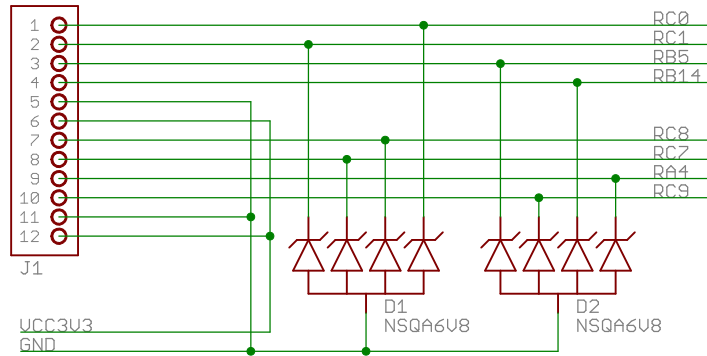 1 RC0
2 RC1
3 RB5
4 RB14
5
6
7 RC8
8 RC7
9 RA4
10 RC9
11
12
J1
D1 D2
NSQA6V8 NSQA6V8
VCC3V3
GND